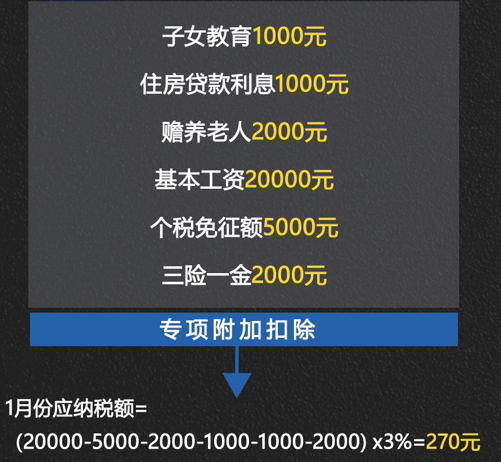 子女教育1000元
住房贷款利息1000元
赡养老人2000元
基本工资20000元
个税免征额5000元
三险一金2000元
专项附加扣除
1月份应纳税额=
(20000-5000-2000-1000-1000-2000) x3%=270元